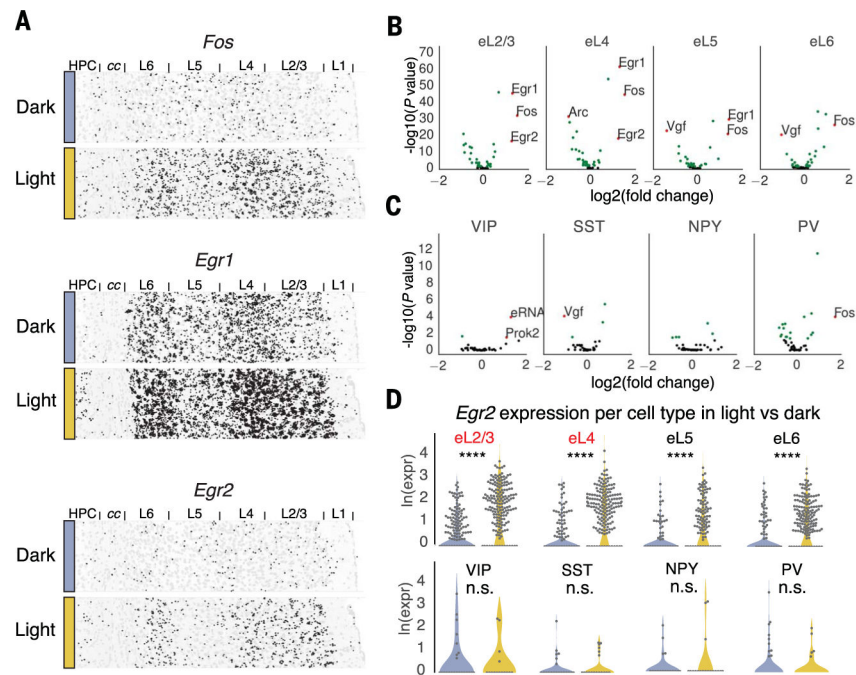 A
Fos
HPC cc L6 L5 L4 L2/3 L1
Dark
Light
Egr1
HPC cc L6 L5 L4 L2/3 L1
Dark
Light
Egr2
HPC cc L6 L5 L4 L2/3 L1
Dark
Light
B
eL2/3 eL4 eL5 eL6
-log10(P value)
70
60
50
40
30
20
10
0
Egr1
Fos
Egr2
Egr1
Fos
Arc
Egr2
Vgf
Egr1
Fos
Vgf
Fos
−2 0 2 −2 0 2 −2 0 2 −2 0 2
log2(fold change)
C
VIP SST NPY PV
-log10(P value)
12
10
8
6
4
2
0
eRNA
Prok2
Vgf
Fos
−2 0 2 −2 0 2 −2 0 2 −2 0 2
log2(fold change)
D
Egr2 expression per cell type in light vs dark
eL2/3 eL4 eL5 eL6
**** **** **** ****
ln(expr)
4
3
2
1
0
VIP SST NPY PV
n.s. n.s. n.s. n.s.
ln(expr)
4
3
2
1
0